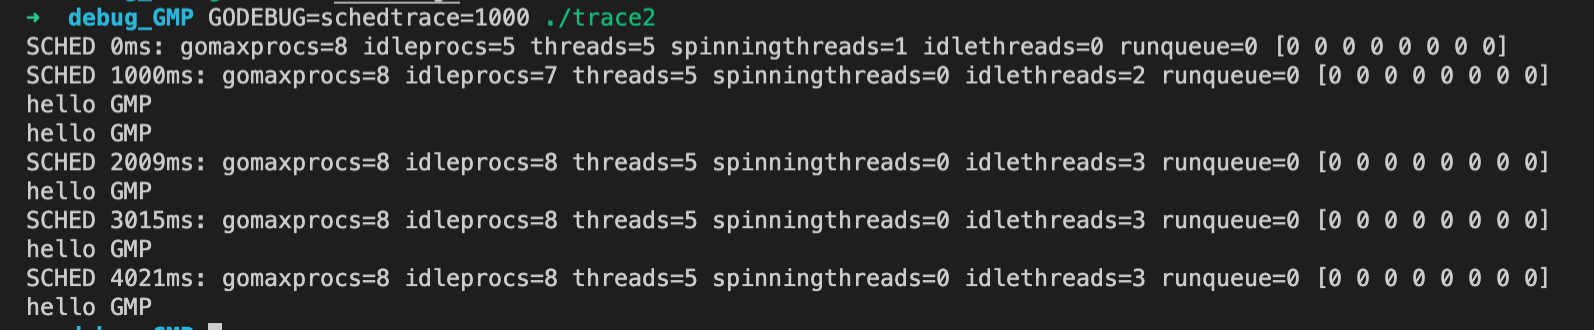 ➜  debug_GMP GODEBUG=schedtrace=1000 ./trace2
SCHED 0ms: gomaxprocs=8 idleprocs=5 threads=5 spinningthreads=1 idlethreads=0 runqueue=0 [0 0 0 0 0 0 0 0]
SCHED 1000ms: gomaxprocs=8 idleprocs=7 threads=5 spinningthreads=0 idlethreads=2 runqueue=0 [0 0 0 0 0 0 0 0]
hello GMP
hello GMP
SCHED 2009ms: gomaxprocs=8 idleprocs=8 threads=5 spinningthreads=0 idlethreads=3 runqueue=0 [0 0 0 0 0 0 0 0]
hello GMP
SCHED 3015ms: gomaxprocs=8 idleprocs=8 threads=5 spinningthreads=0 idlethreads=3 runqueue=0 [0 0 0 0 0 0 0 0]
hello GMP
SCHED 4021ms: gomaxprocs=8 idleprocs=8 threads=5 spinningthreads=0 idlethreads=3 runqueue=0 [0 0 0 0 0 0 0 0]
hello GMP
debug_GMP